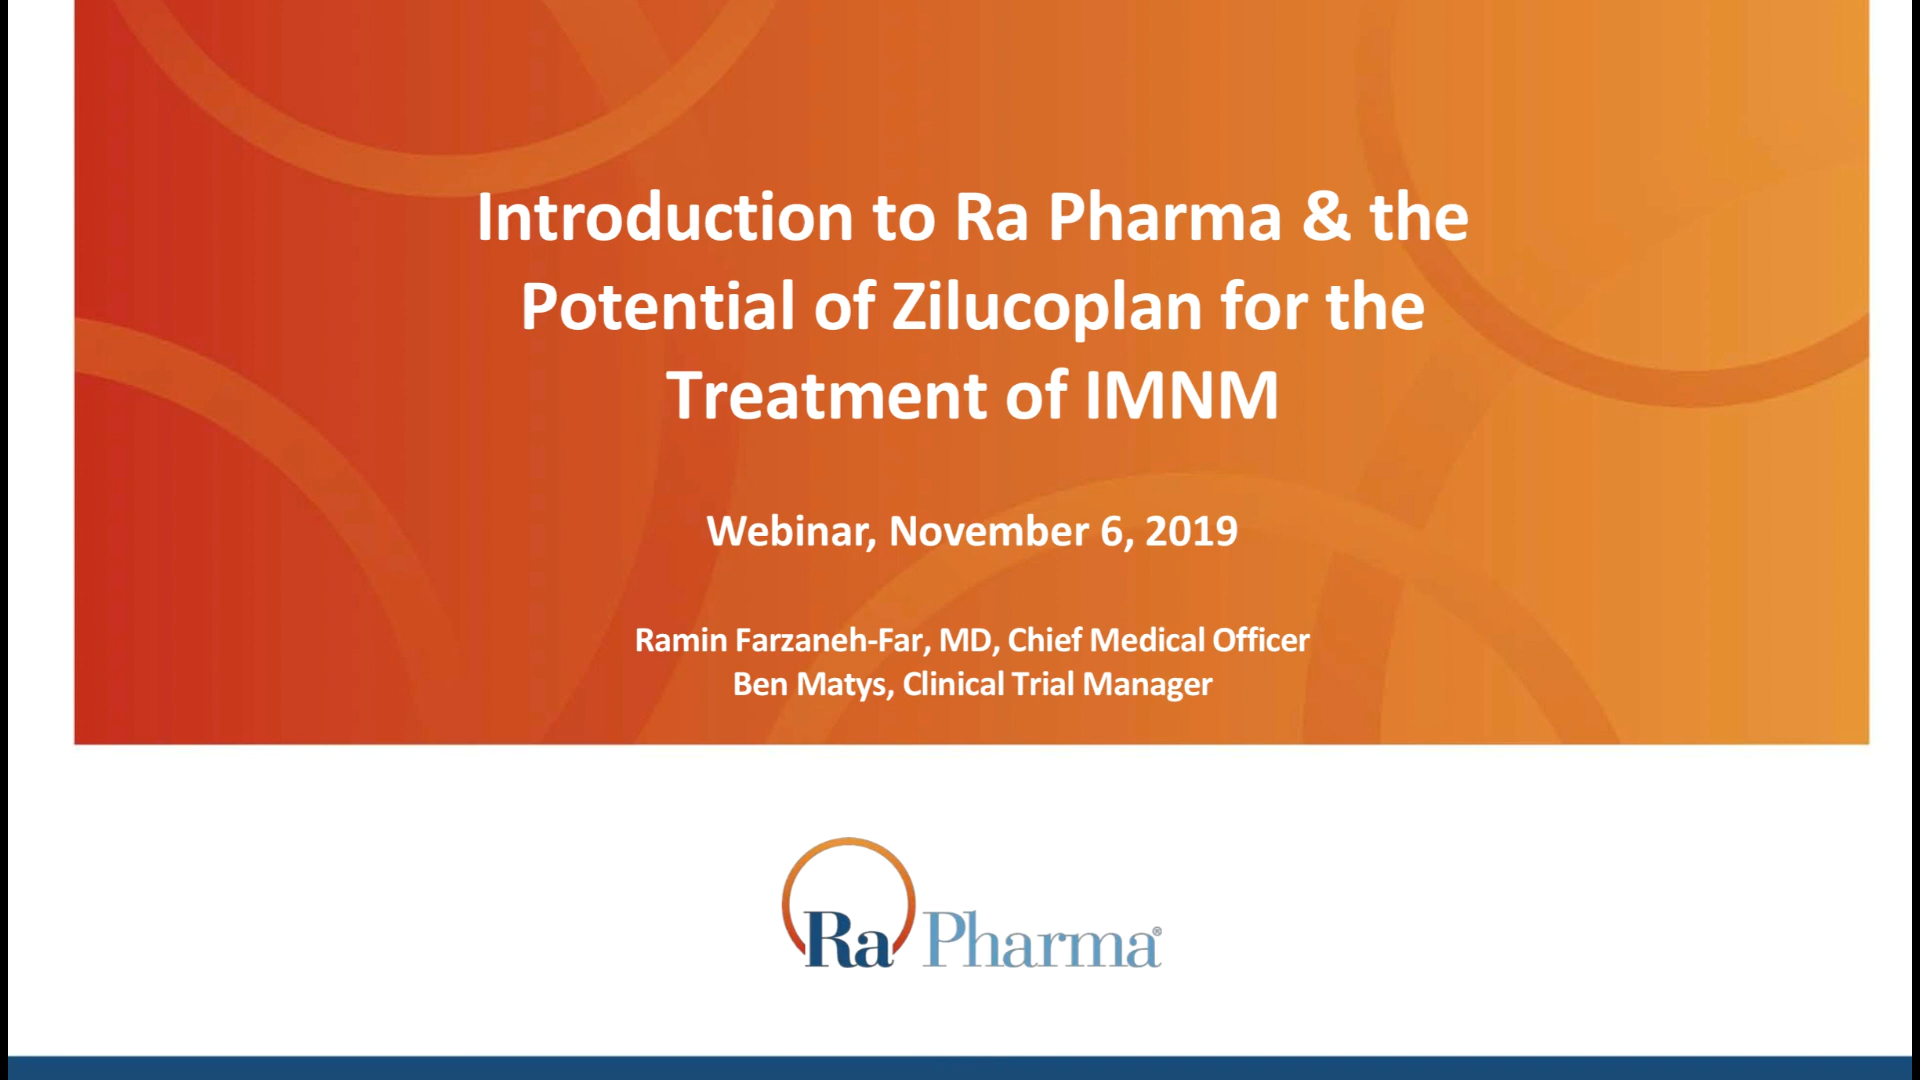 Introduction to Ra Pharma & the
Potential of Zilucoplan for the
Treatment of IMNM
Webinar, November 6, 2019
Ramin Farzaneh-Far, MD, Chief Medical Officer
Ben Matys, Clinical Trial Manager
Ra Pharma®